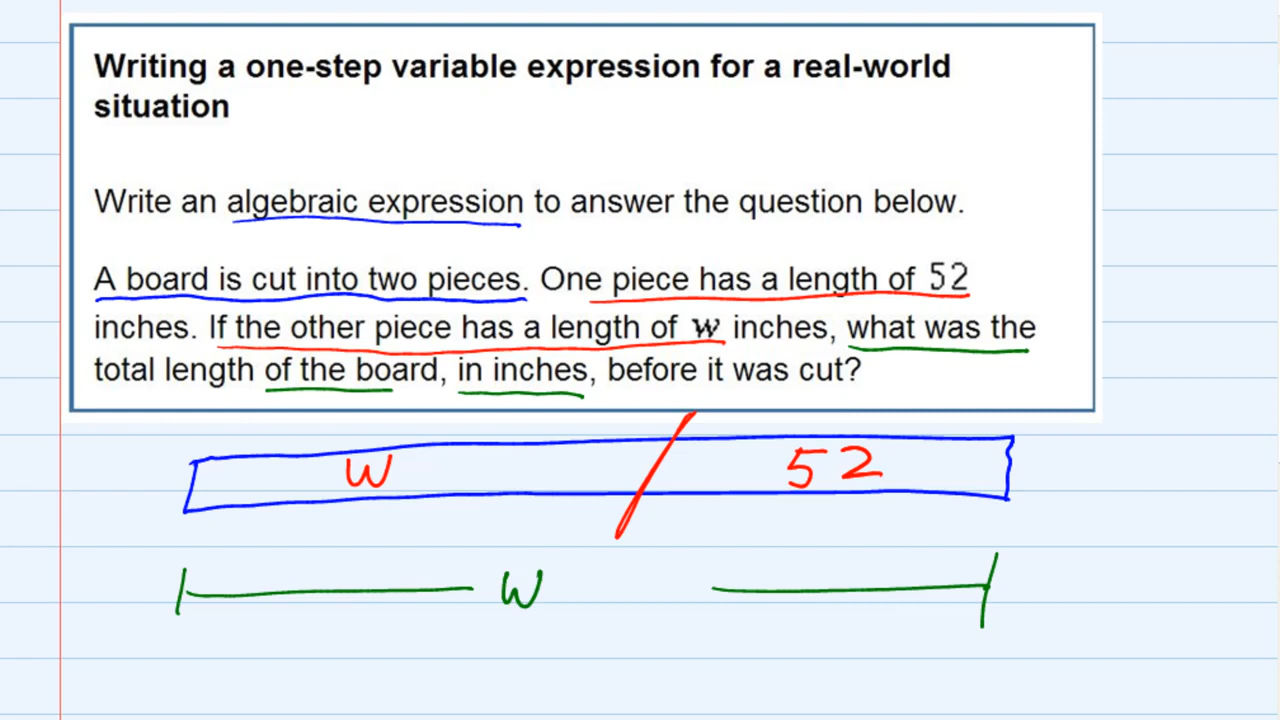 Writing a one-step variable expression for a real-world
situation
Write an algebraic expression to answer the question below.
A board is cut into two pieces. One piece has a length of 52
inches. If the other piece has a length of w inches, what was the
total length of the board, in inches, before it was cut?
W 52
W